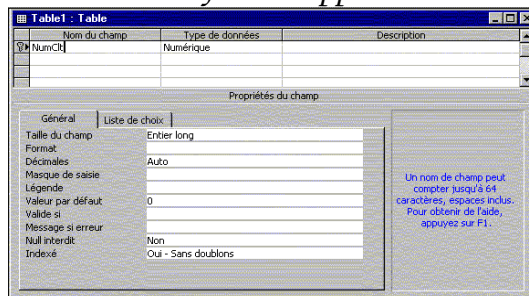 Table1 : Table
Nom du champ Type de données Description
NumClt Numérique
Propriétés du champ
Général Liste de choix
Taille du champ Entier long
Format
Décimales Auto
Masque de saisie
Légende
Valeur par défaut 0
Valide si
Message si erreur
Null interdit Non
Indexé Oui - Sans doublons
Un nom de champ peut
compter jusqu'à 64
caractères, espaces inclus.
Pour obtenir de l'aide,
appuyez sur F1.